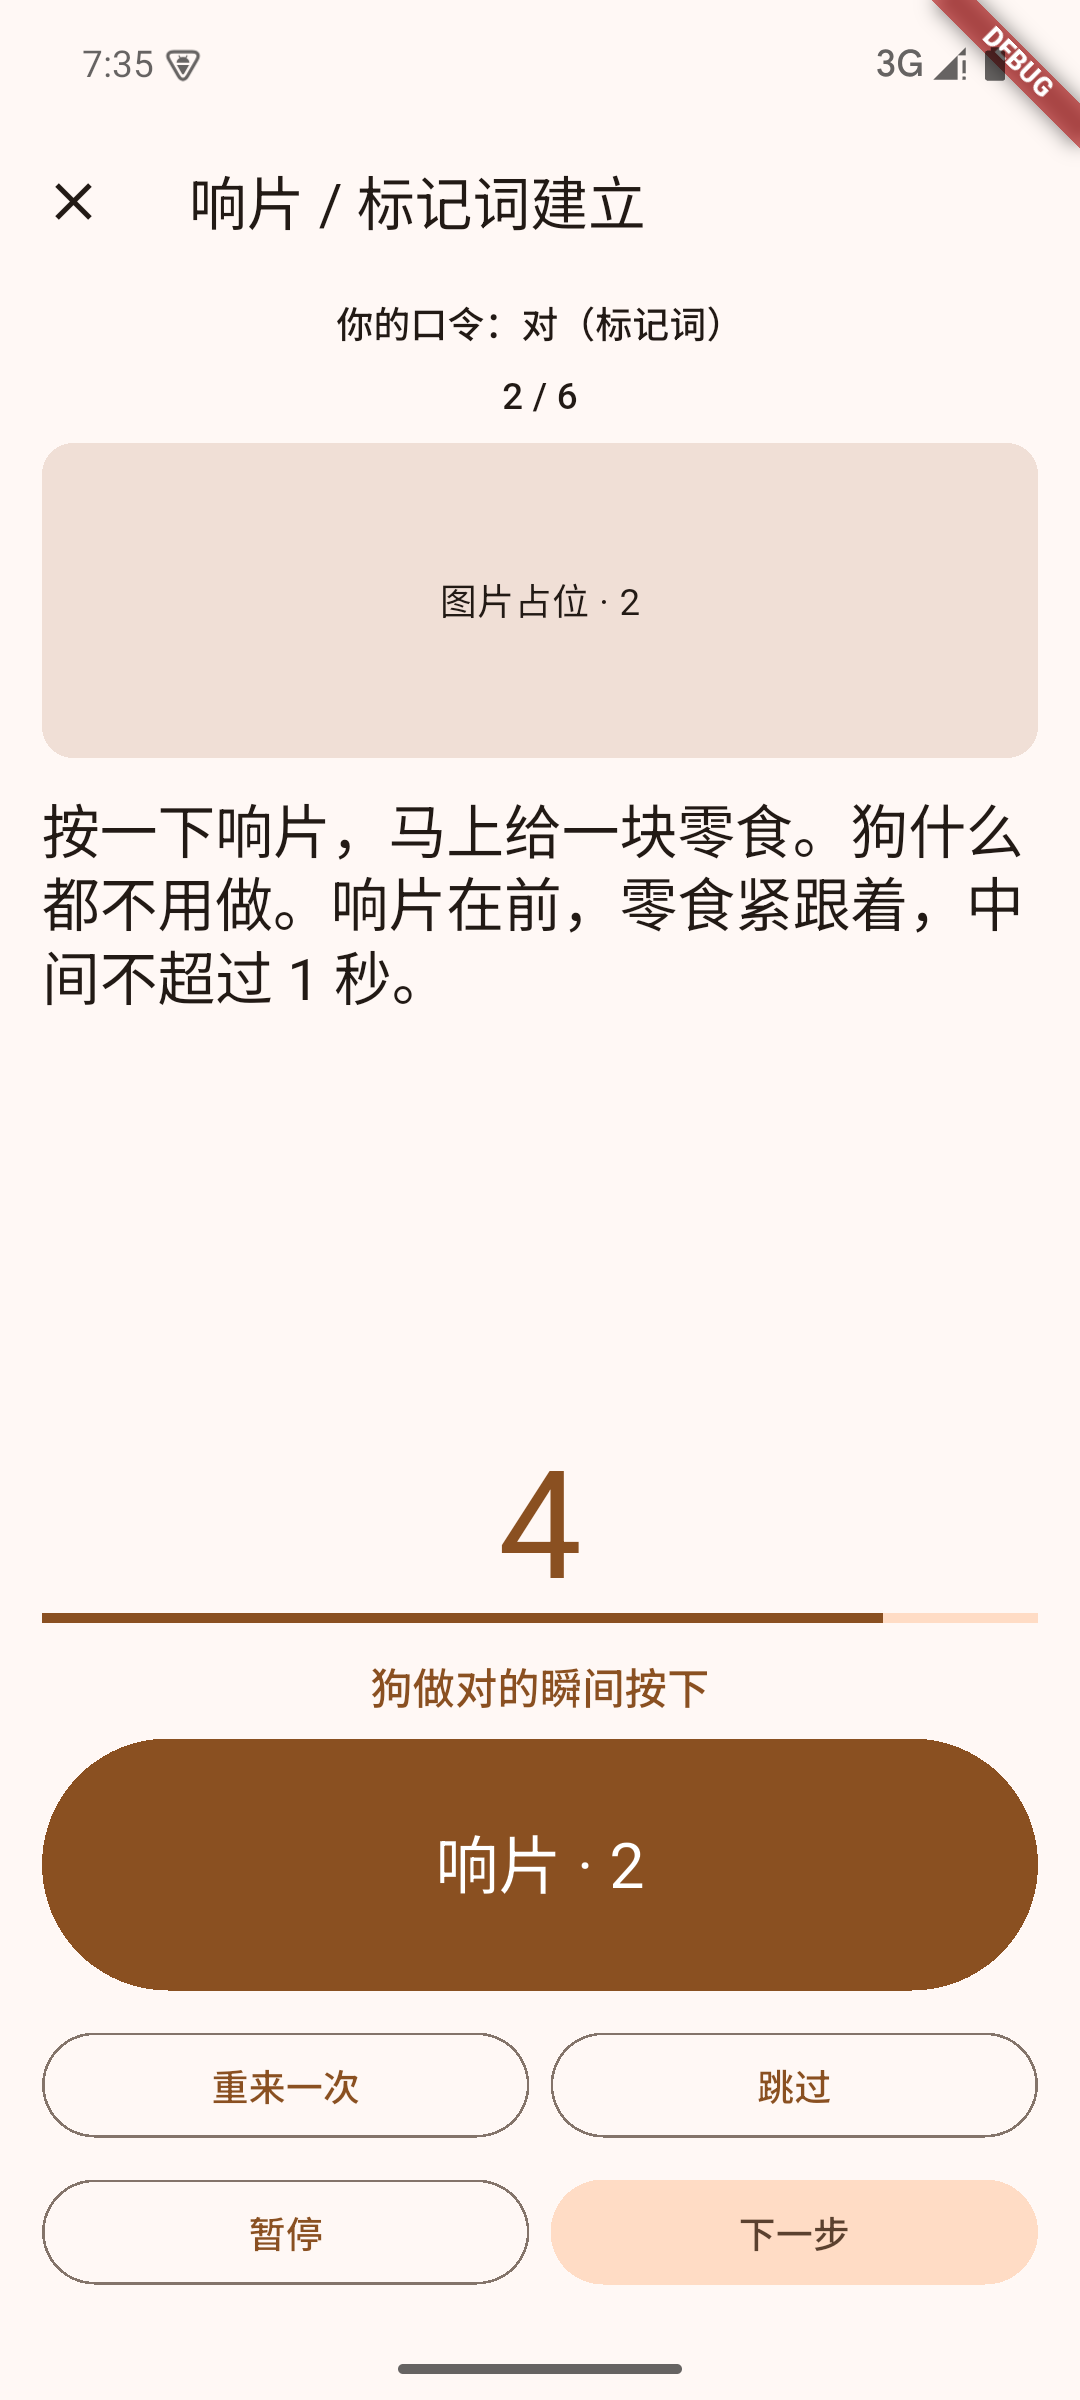 7:35
3G
DEBUG
响片 / 标记词建立
你的口令：对（标记词）
2 / 6
图片占位 · 2
按一下响片，马上给一块零食。狗什么
都不用做。响片在前，零食紧跟着，中
间不超过 1 秒。
4
狗做对的瞬间按下
响片 · 2
重来一次
跳过
暂停
下一步